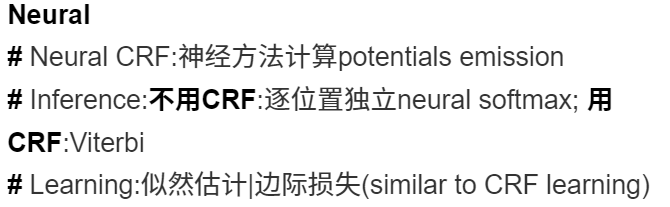 Neural
# Neural CRF:神经方法计算potentials emission
# Inference:不用CRF:逐位置独立neural softmax; 用
CRF:Viterbi
# Learning:似然估计|边际损失(similar to CRF learning)